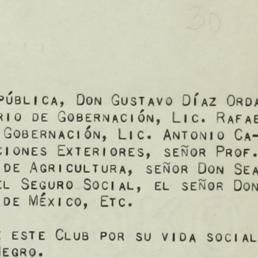 30
PÚBLICA, DON GUSTAVO DÍAZ ORDA
RIO DE GOBERNACIÓN, LIC. RAFAE
GOBERNACIÓN, LIC. ANTONIO CA-
CIONES EXTERIORES, SEÑOR PROF.
DE AGRICULTURA, SEÑOR DON SEA
EL SEGURO SOCIAL, EL SEÑOR DON
DE MÉXICO, ETC.
E ESTE CLUB POR SU VIDA SOCIAL
NEGRO.